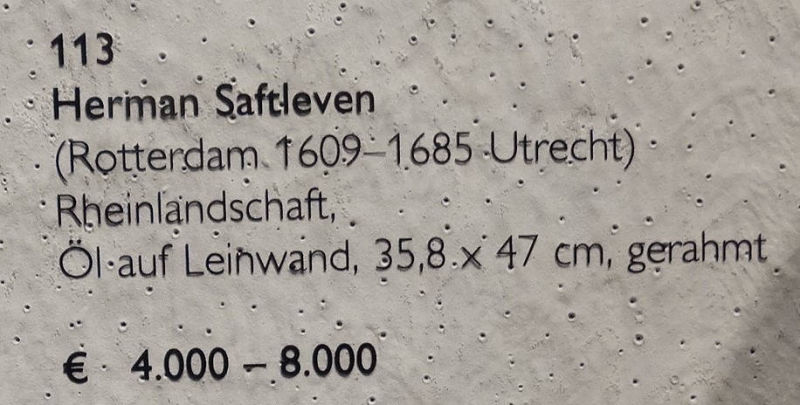 113
Herman Saftleven
(Rotterdam 1609–1685 Utrecht)
Rheinlandschaft,
Öl auf Leinwand, 35,8 x 47 cm, gerahmt
€ 4.000 – 8.000